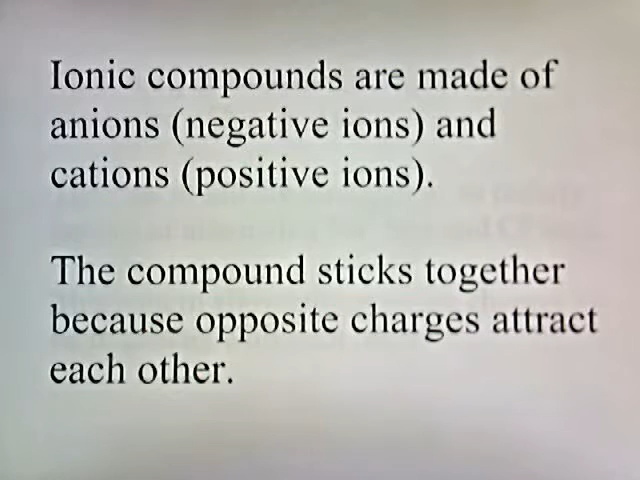 Ionic compounds are made of
anions (negative ions) and
cations (positive ions).
The compound sticks together
because opposite charges attract
each other.